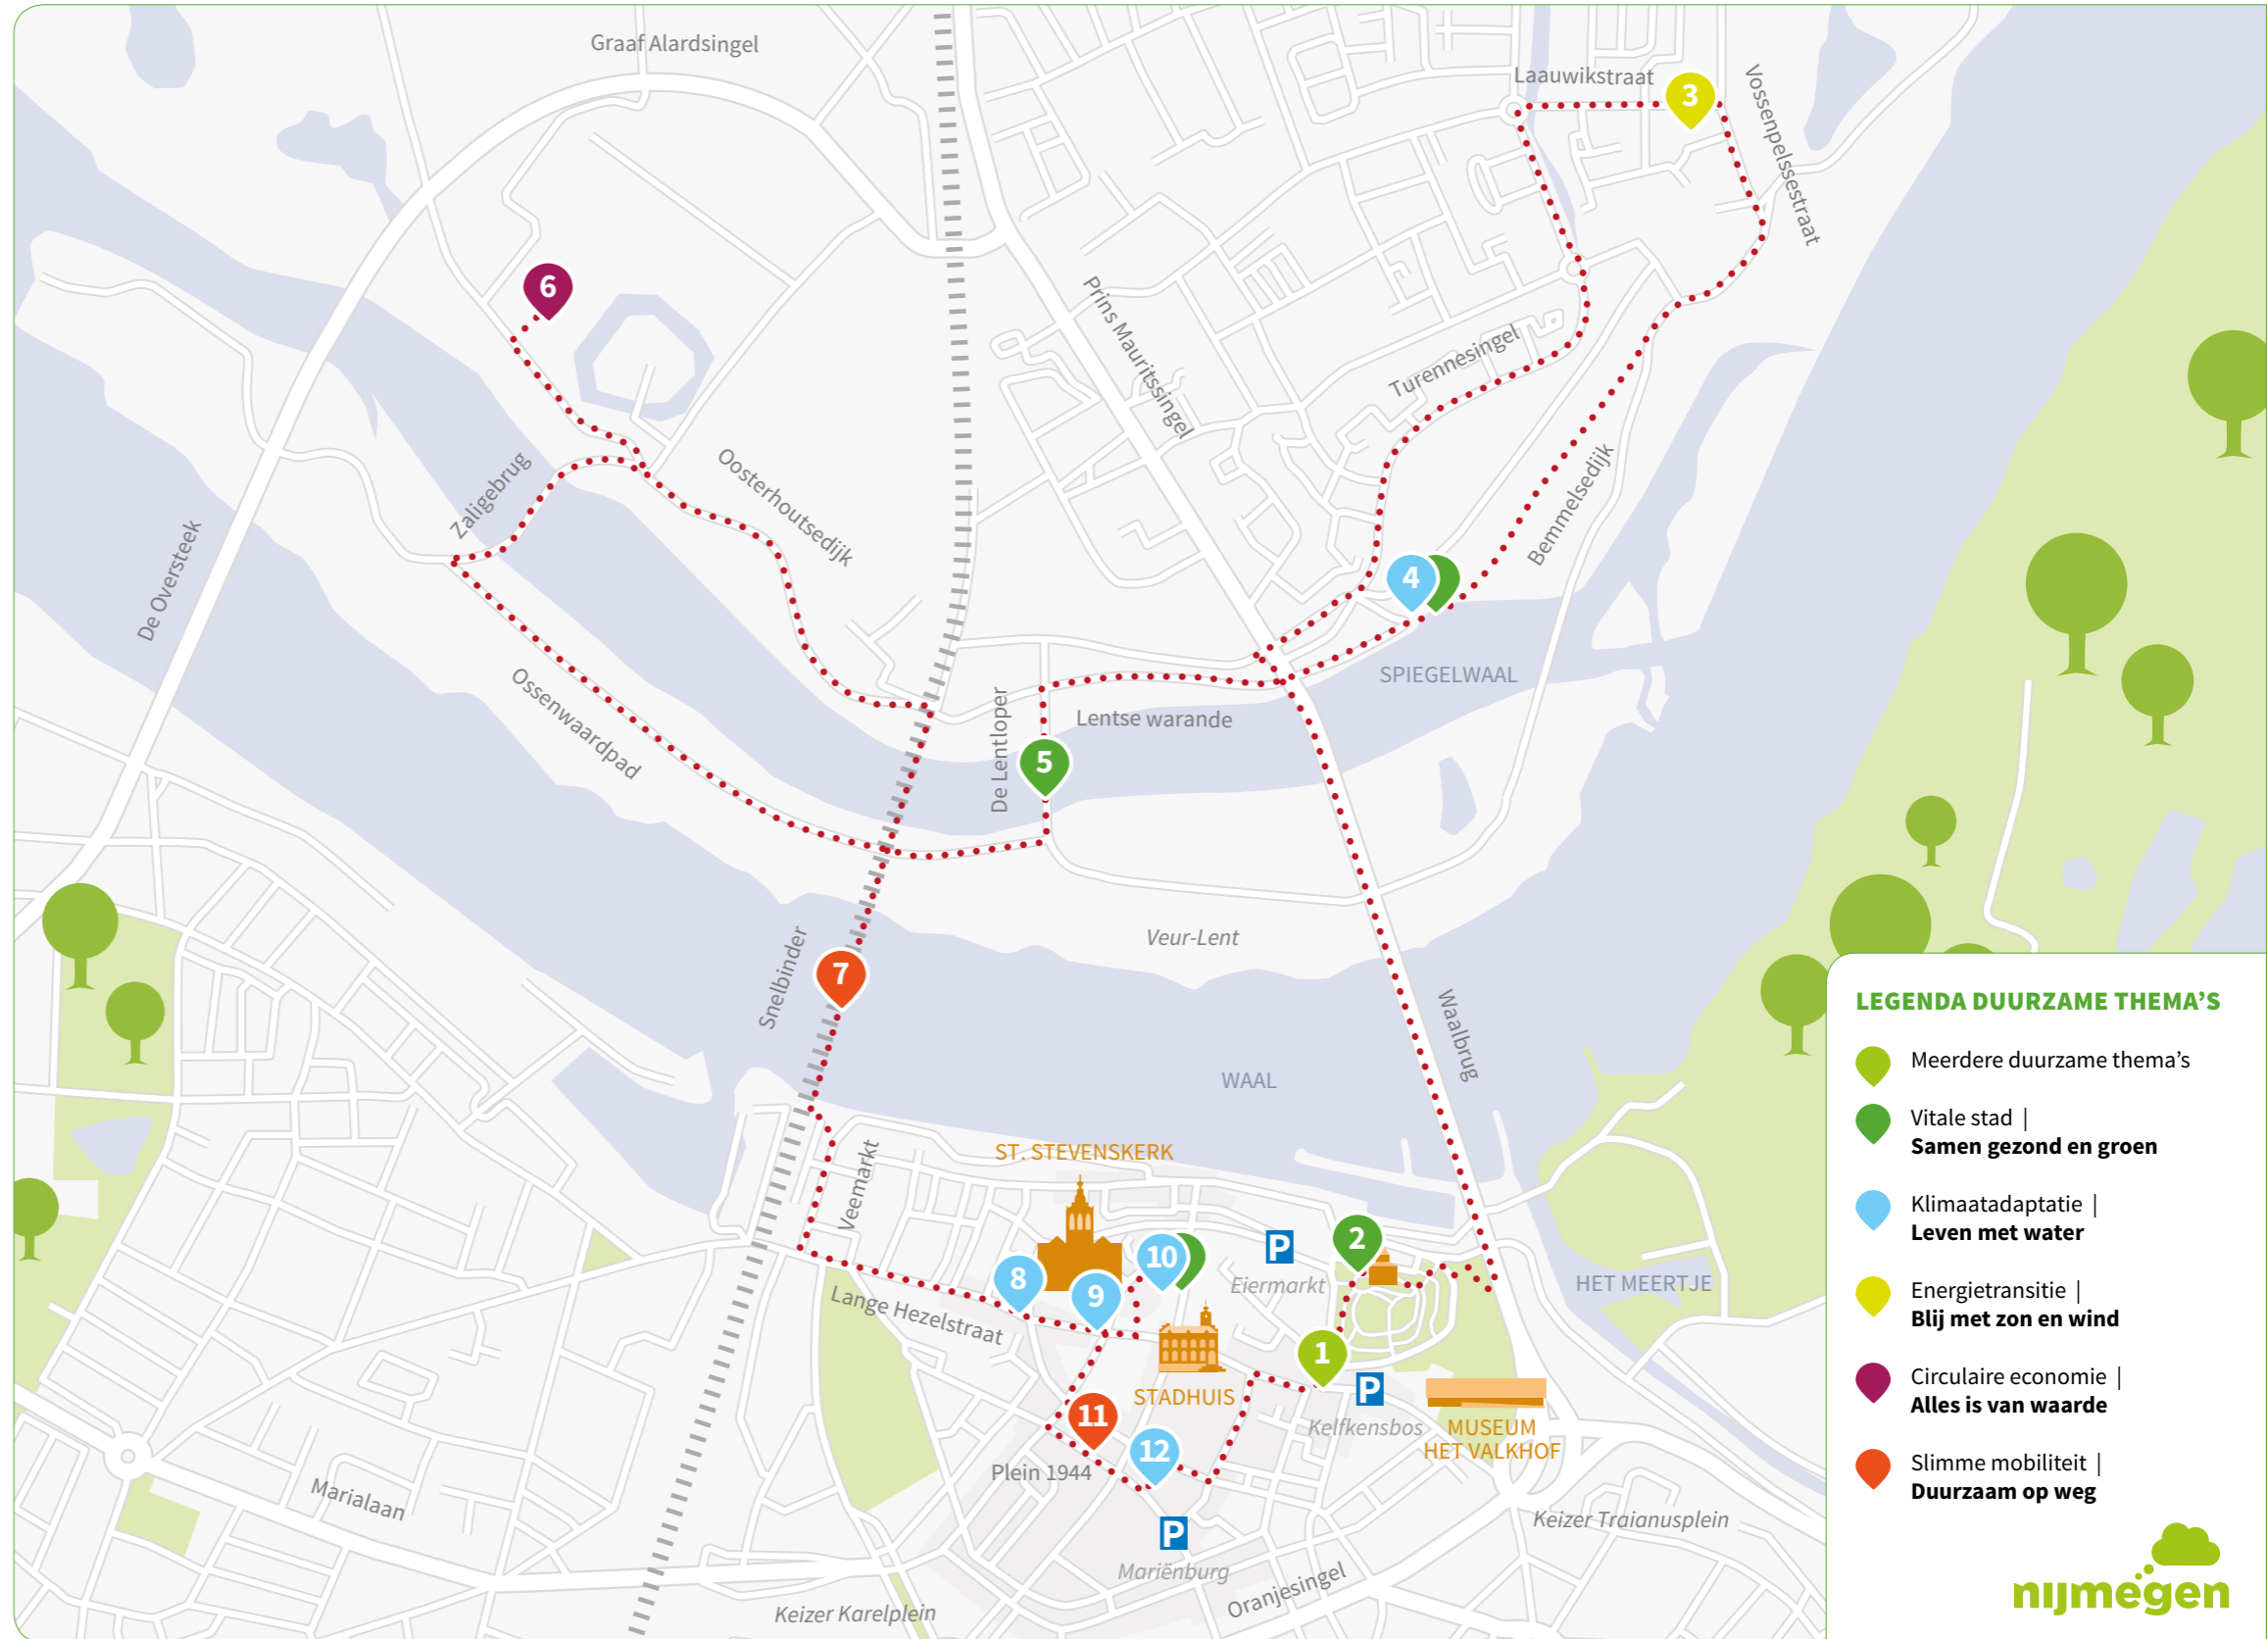 Graaf Alardsingel
Laauwikstraat
3
Vossenpelssestraat
6
Prins Mauritssingel
Turennesingel
Zaligebrug
Oosterhoutsedijk
Bemmelsedijk
De Oversteek
4
SPIEGELWAAL
Ossenwaardpad
De Lentloper
Lentse warande
5
Veur-Lent
Snelbinder
7
Waalbrug
WAAL
Veemarkt
ST. STEVENSKERK
8
9
10
P
Eiermarkt
2
HET MEERTJE
Lange Hezelstraat
1
STADHUIS
P
Kelfkensbos
MUSEUM
HET VALKHOF
11
12
Plein 1944
Marialaan
P
Mariënburg
Keizer Traianusplein
Oranjesingel
Keizer Karelplein
LEGENDA DUURZAME THEMA’S
Meerdere duurzame thema’s
Vitale stad |
Samen gezond en groen
Klimaatadaptatie |
Leven met water
Energietransitie |
Blij met zon en wind
Circulaire economie |
Alles is van waarde
Slimme mobiliteit |
Duurzaam op weg
nijmegen